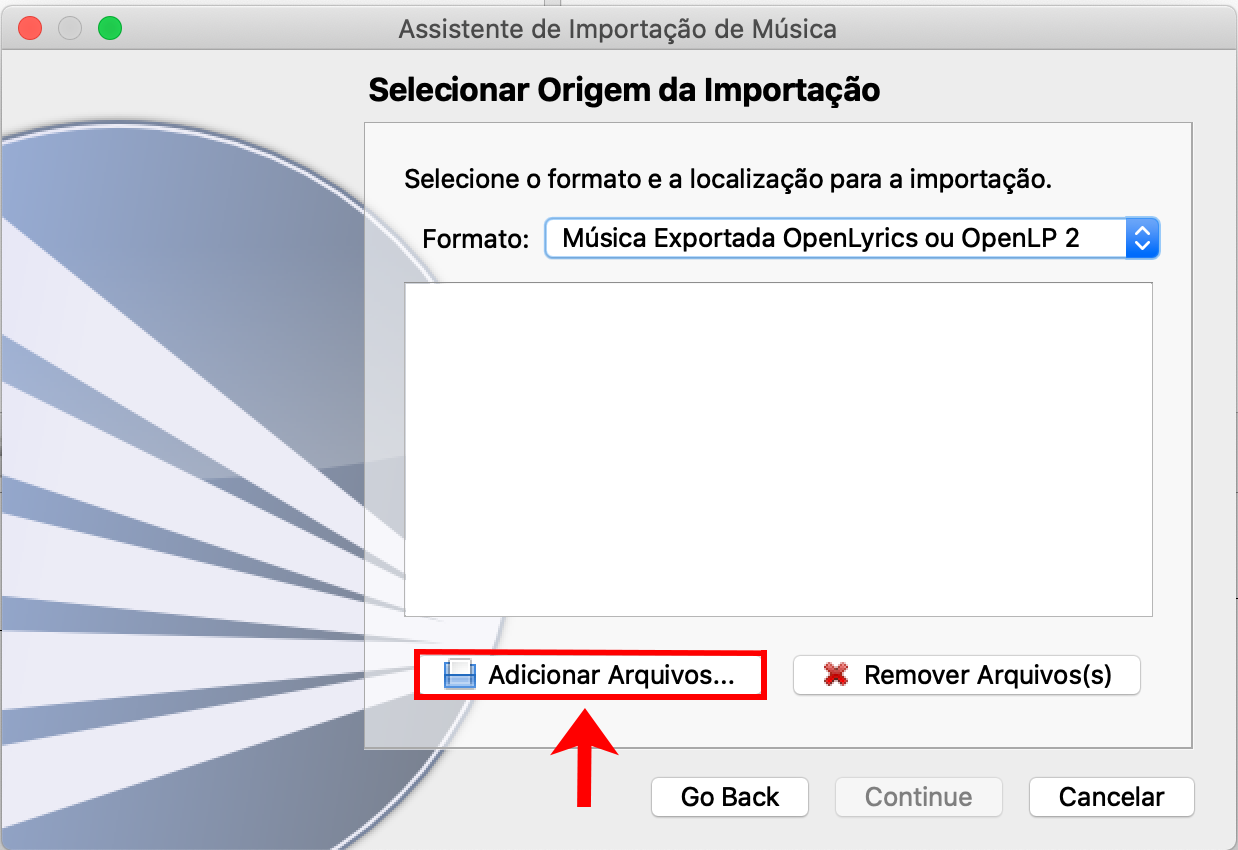 Assistente de Importação de Música
Selecionar Origem da Importação
Selecione o formato e a localização para a importação.
Formato: Música Exportada OpenLyrics ou OpenLP 2
Adicionar Arquivos... Remover Arquivos(s)
Go Back Continue Cancelar